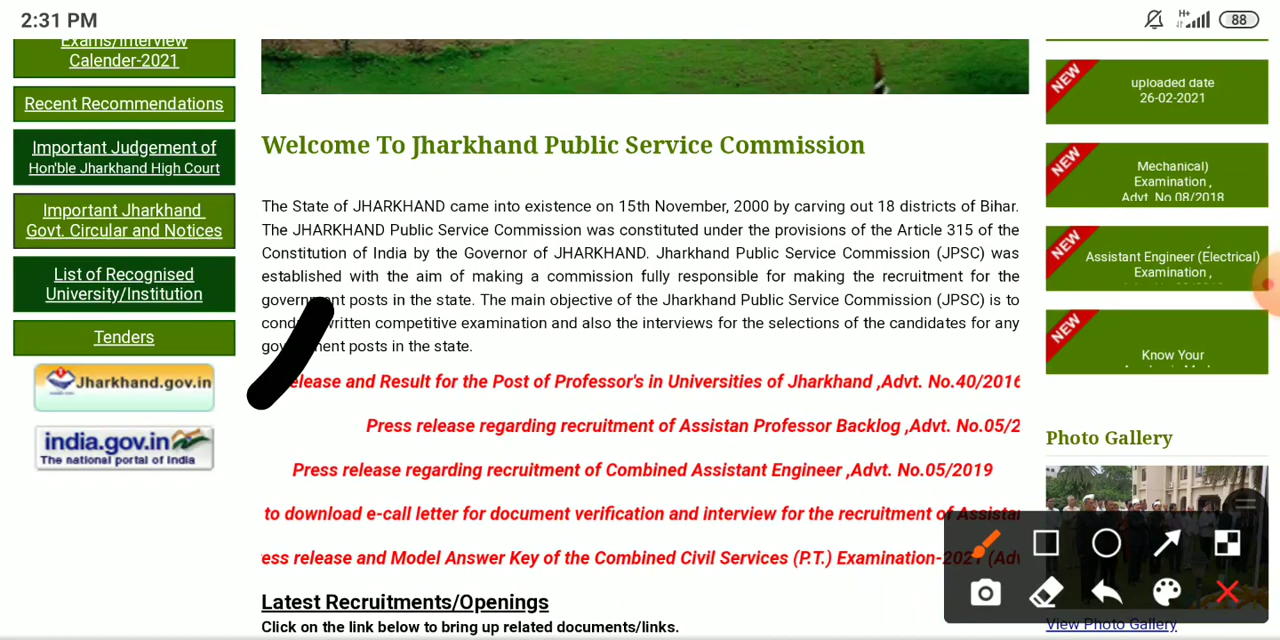 2:31 PM
H+
88
Exams/Interview
Calender-2021
Recent Recommendations
Important Judgement of
Hon'ble Jharkhand High Court
Important Jharkhand
Govt. Circular and Notices
List of Recognised
University/Institution
Tenders
Jharkhand.gov.in
india.gov.in
The national portal of India
Welcome To Jharkhand Public Service Commission
The State of JHARKHAND came into existence on 15th November, 2000 by carving out 18 districts of Bihar.
The JHARKHAND Public Service Commission was constituted under the provisions of the Article 315 of the
Constitution of India by the Governor of JHARKHAND. Jharkhand Public Service Commission (JPSC) was
established with the aim of making a commission fully responsible for making the recruitment for the
government posts in the state. The main objective of the Jharkhand Public Service Commission (JPSC) is to
written competitive examination and also the interviews for the selections of the candidates for any
government posts in the state.
elease and Result for the Post of Professor's in Universities of Jharkhand ,Advt. No.40/2016
Press release regarding recruitment of Assistan Professor Backlog ,Advt. No.05/2
Press release regarding recruitment of Combined Assistant Engineer ,Advt. No.05/2019
to download e-call letter for document verification and interview for the recruitment of Assista
ess release and Model Answer Key of the Combined Civil Services (P.T.) Examination-2021 (Adv
Latest Recruitments/Openings
Click on the link below to bring up related documents/links.
NEW
uploaded date
26-02-2021
NEW
Mechanical)
Examination ,
Advt. No.08/2018
NEW
Assistant Engineer (Electrical)
Examination ,
NEW
Know Your
Photo Gallery
View Photo Gallery